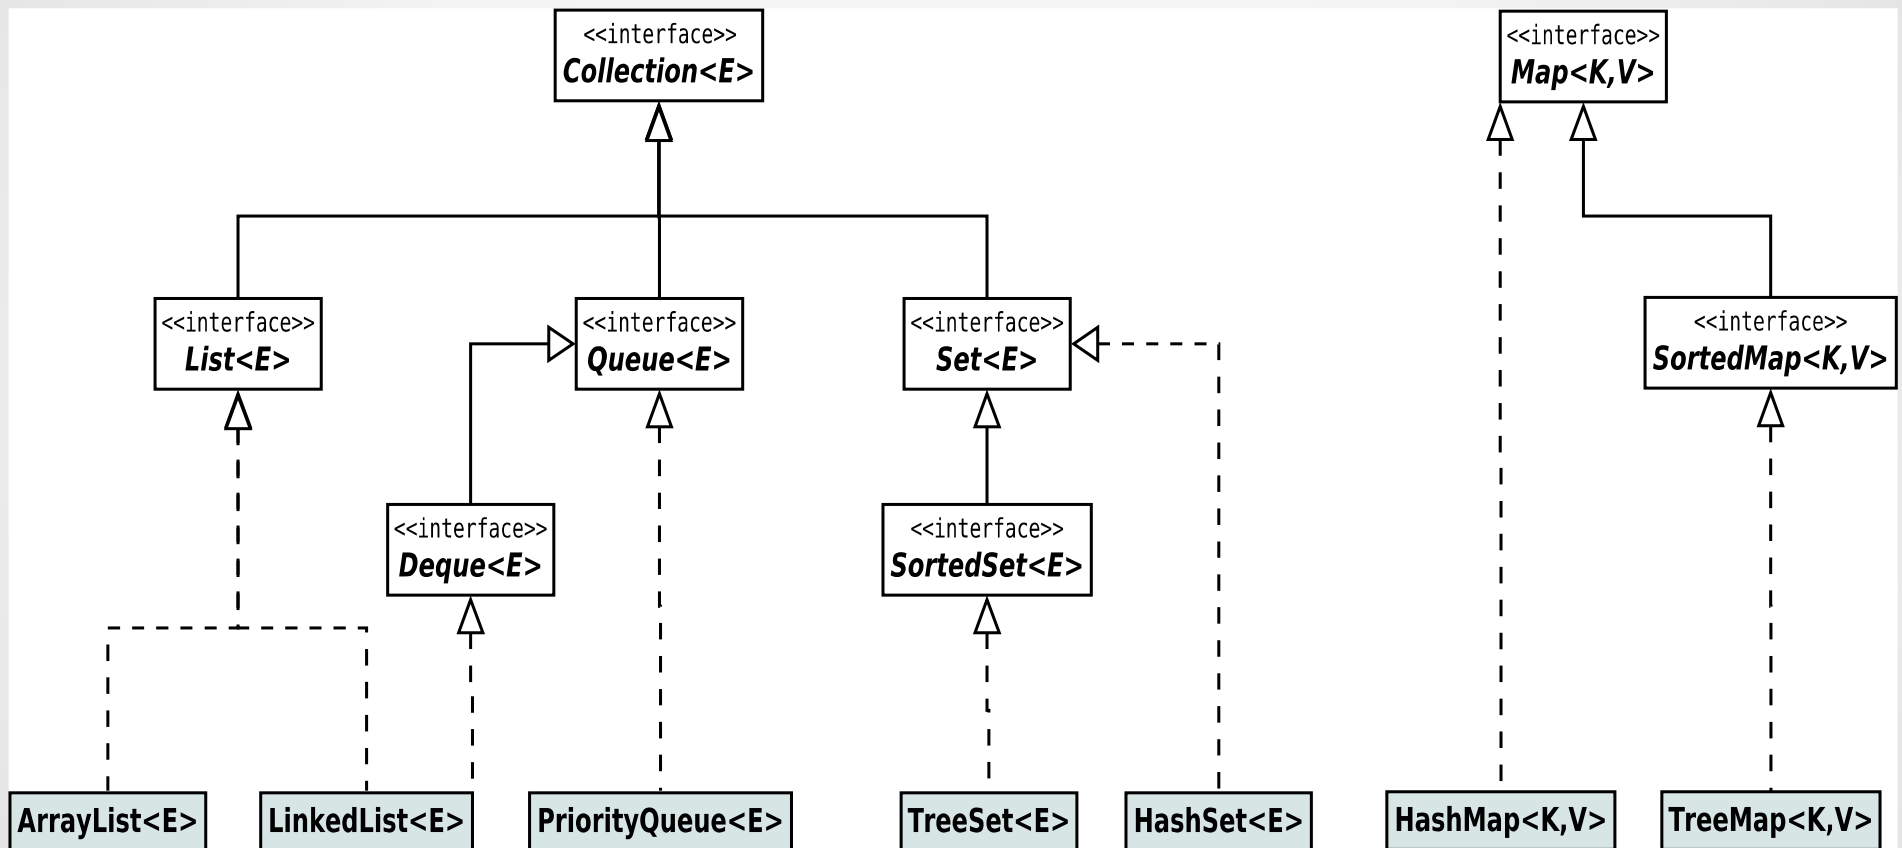 <<interface>>
Collection<E>
<<interface>>
Map<K,V>
<<interface>>
List<E>
<<interface>>
Queue<E>
<<interface>>
Set<E>
<<interface>>
SortedMap<K,V>
<<interface>>
Deque<E>
<<interface>>
SortedSet<E>
ArrayList<E>
LinkedList<E>
PriorityQueue<E>
TreeSet<E>
HashSet<E>
HashMap<K,V>
TreeMap<K,V>